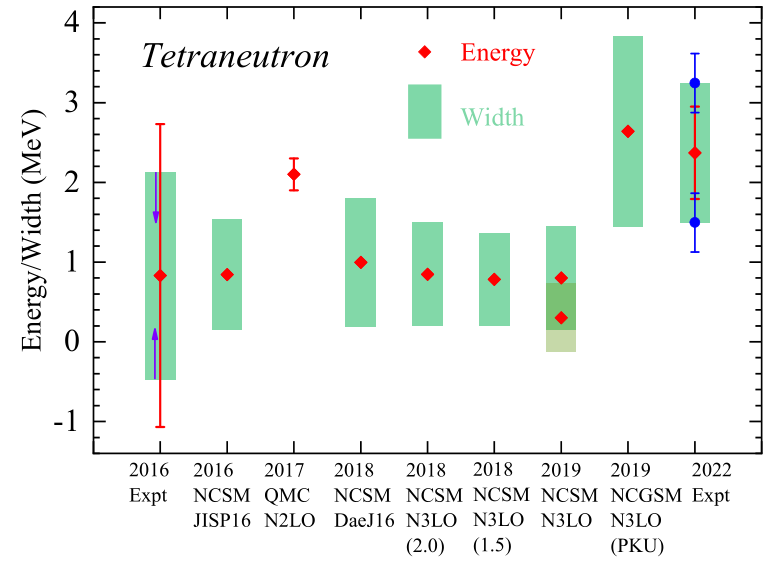 Tetraneutron
Energy
Width
Energy/Width (MeV)
4
3
2
1
0
-1
2016
Expt
2016
NCSM
JISP16
2017
QMC
N2LO
2018
NCSM
DaeJ16
2018
NCSM
N3LO
(2.0)
2018
NCSM
N3LO
(1.5)
2019
NCSM
N3LO
2019
NCGSM
N3LO
(PKU)
2022
Expt